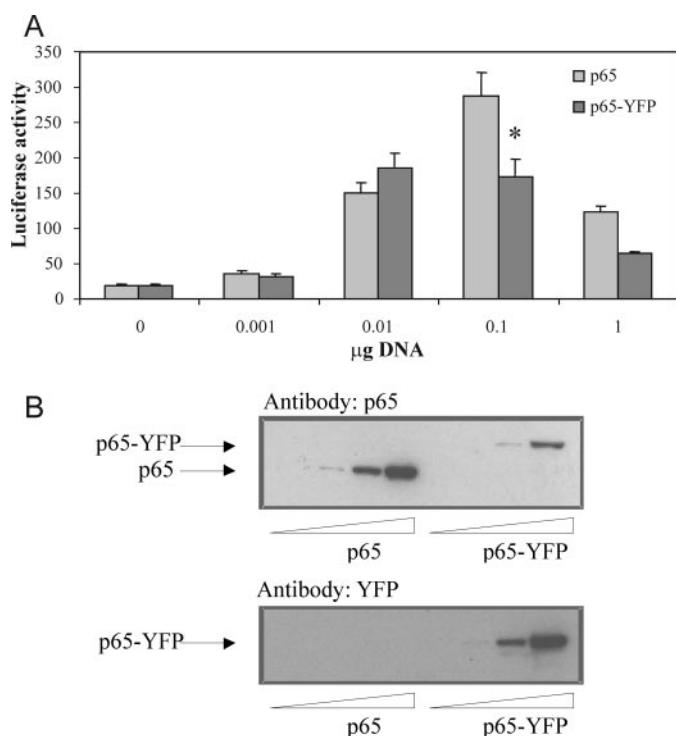 A
350
300
250
200
150
100
50
0
Luciferase activity
p65
p65-YFP
*
0 0.001 0.01 0.1 1
μg DNA
B
Antibody: p65
p65-YFP
p65
p65 p65-YFP
Antibody: YFP
p65-YFP
p65 p65-YFP